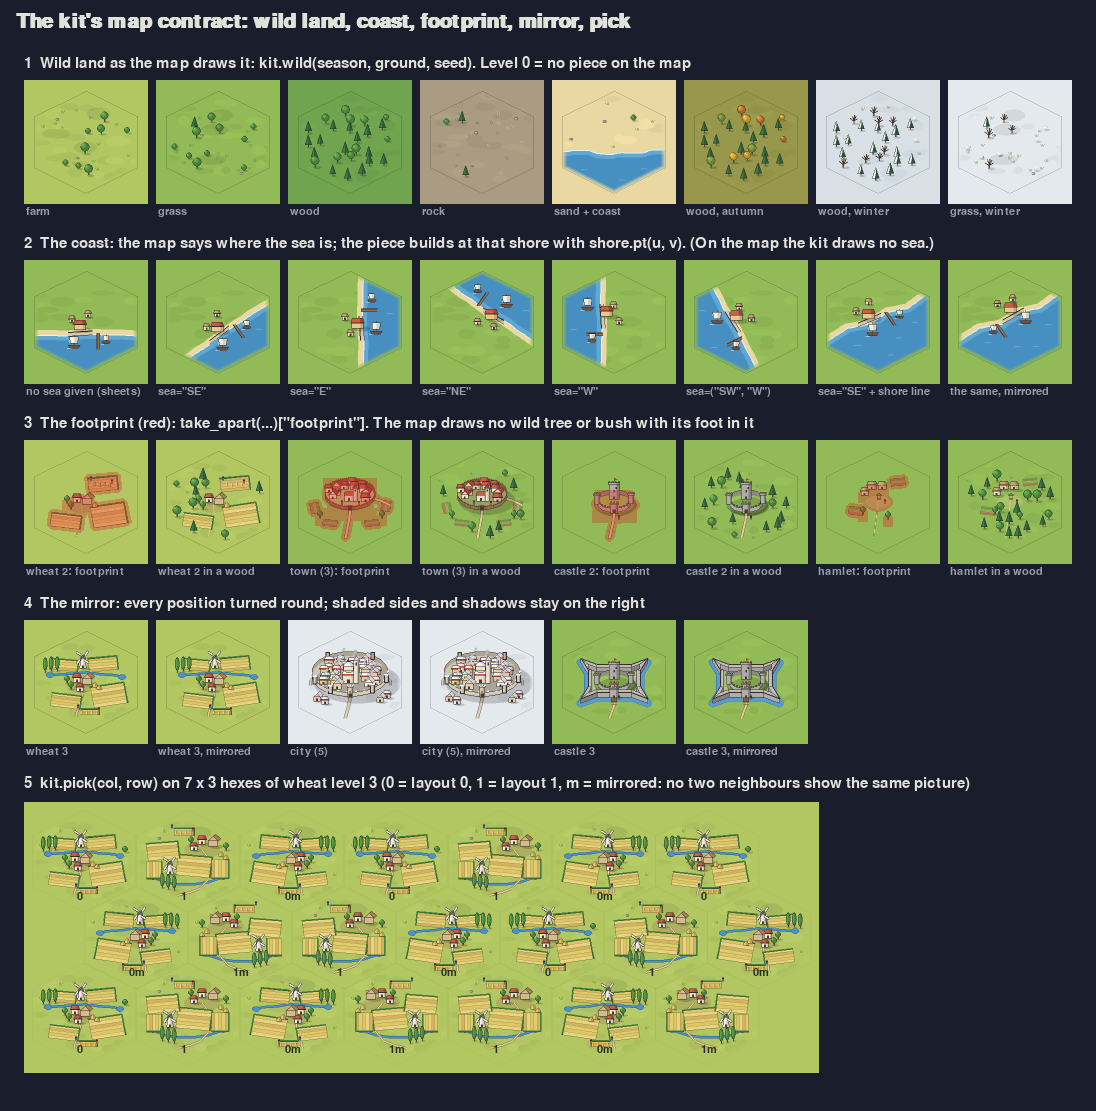 The kit's map contract: wild land, coast, footprint, mirror, pick
1 Wild land as the map draws it: kit.wild(season, ground, seed). Level 0 = no piece on the map
farm grass wood rock sand + coast wood, autumn wood, winter grass, winter
2 The coast: the map says where the sea is; the piece builds at that shore with shore.pt(u, v). (On the map the kit draws no sea.)
no sea given (sheets) sea="SE" sea="E" sea="NE" sea="W" sea=("SW", "W") sea="SE" + shore line the same, mirrored
3 The footprint (red): take_apart(...)["footprint"]. The map draws no wild tree or bush with its foot in it
wheat 2: footprint wheat 2 in a wood town (3): footprint town (3) in a wood castle 2: footprint castle 2 in a wood hamlet: footprint hamlet in a wood
4 The mirror: every position turned round; shaded sides and shadows stay on the right
wheat 3 wheat 3, mirrored city (5) city (5), mirrored castle 3 castle 3, mirrored
5 kit.pick(col, row) on 7 x 3 hexes of wheat level 3 (0 = layout 0, 1 = layout 1, m = mirrored: no two neighbours show the same picture)
0 1 0m 0 1 0m 0
0m 1m 1 0m 0 1 0m
0 1 0m 1m 1 0m 1m